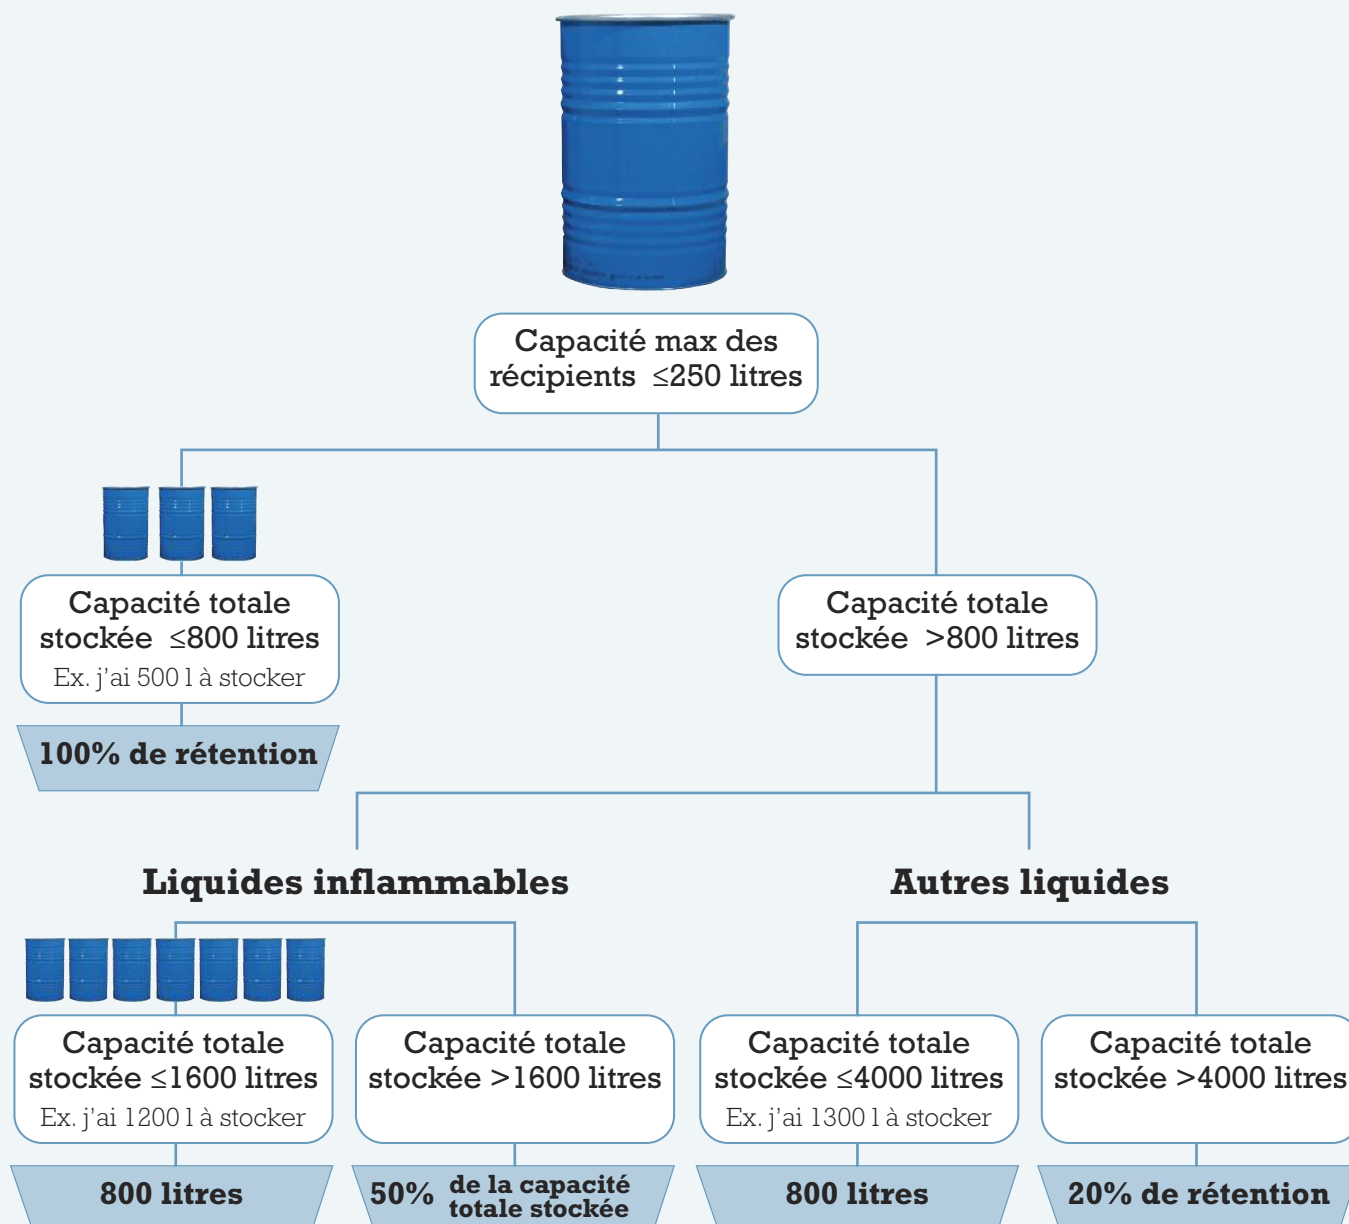 Capacité max des
récipients ≤250 litres
Capacité totale
stockée ≤800 litres
Ex. j'ai 500 l à stocker
100% de rétention
Capacité totale
stockée >800 litres
Liquides inflammables
Autres liquides
Capacité totale
stockée ≤1600 litres
Ex. j'ai 1200 l à stocker
800 litres
Capacité totale
stockée >1600 litres
50% de la capacité
totale stockée
Capacité totale
stockée ≤4000 litres
Ex. j'ai 1300 l à stocker
800 litres
Capacité totale
stockée >4000 litres
20% de rétention